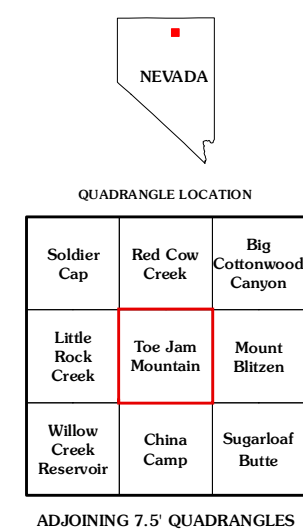 NEVADA
QUADRANGLE LOCATION
Soldier
Cap
Red Cow
Creek
Big
Cottonwood
Canyon
Little
Rock
Creek
Toe Jam
Mountain
Mount
Blitzen
Willow
Creek
Reservoir
China
Camp
Sugarloaf
Butte
ADJOINING 7.5' QUADRANGLES